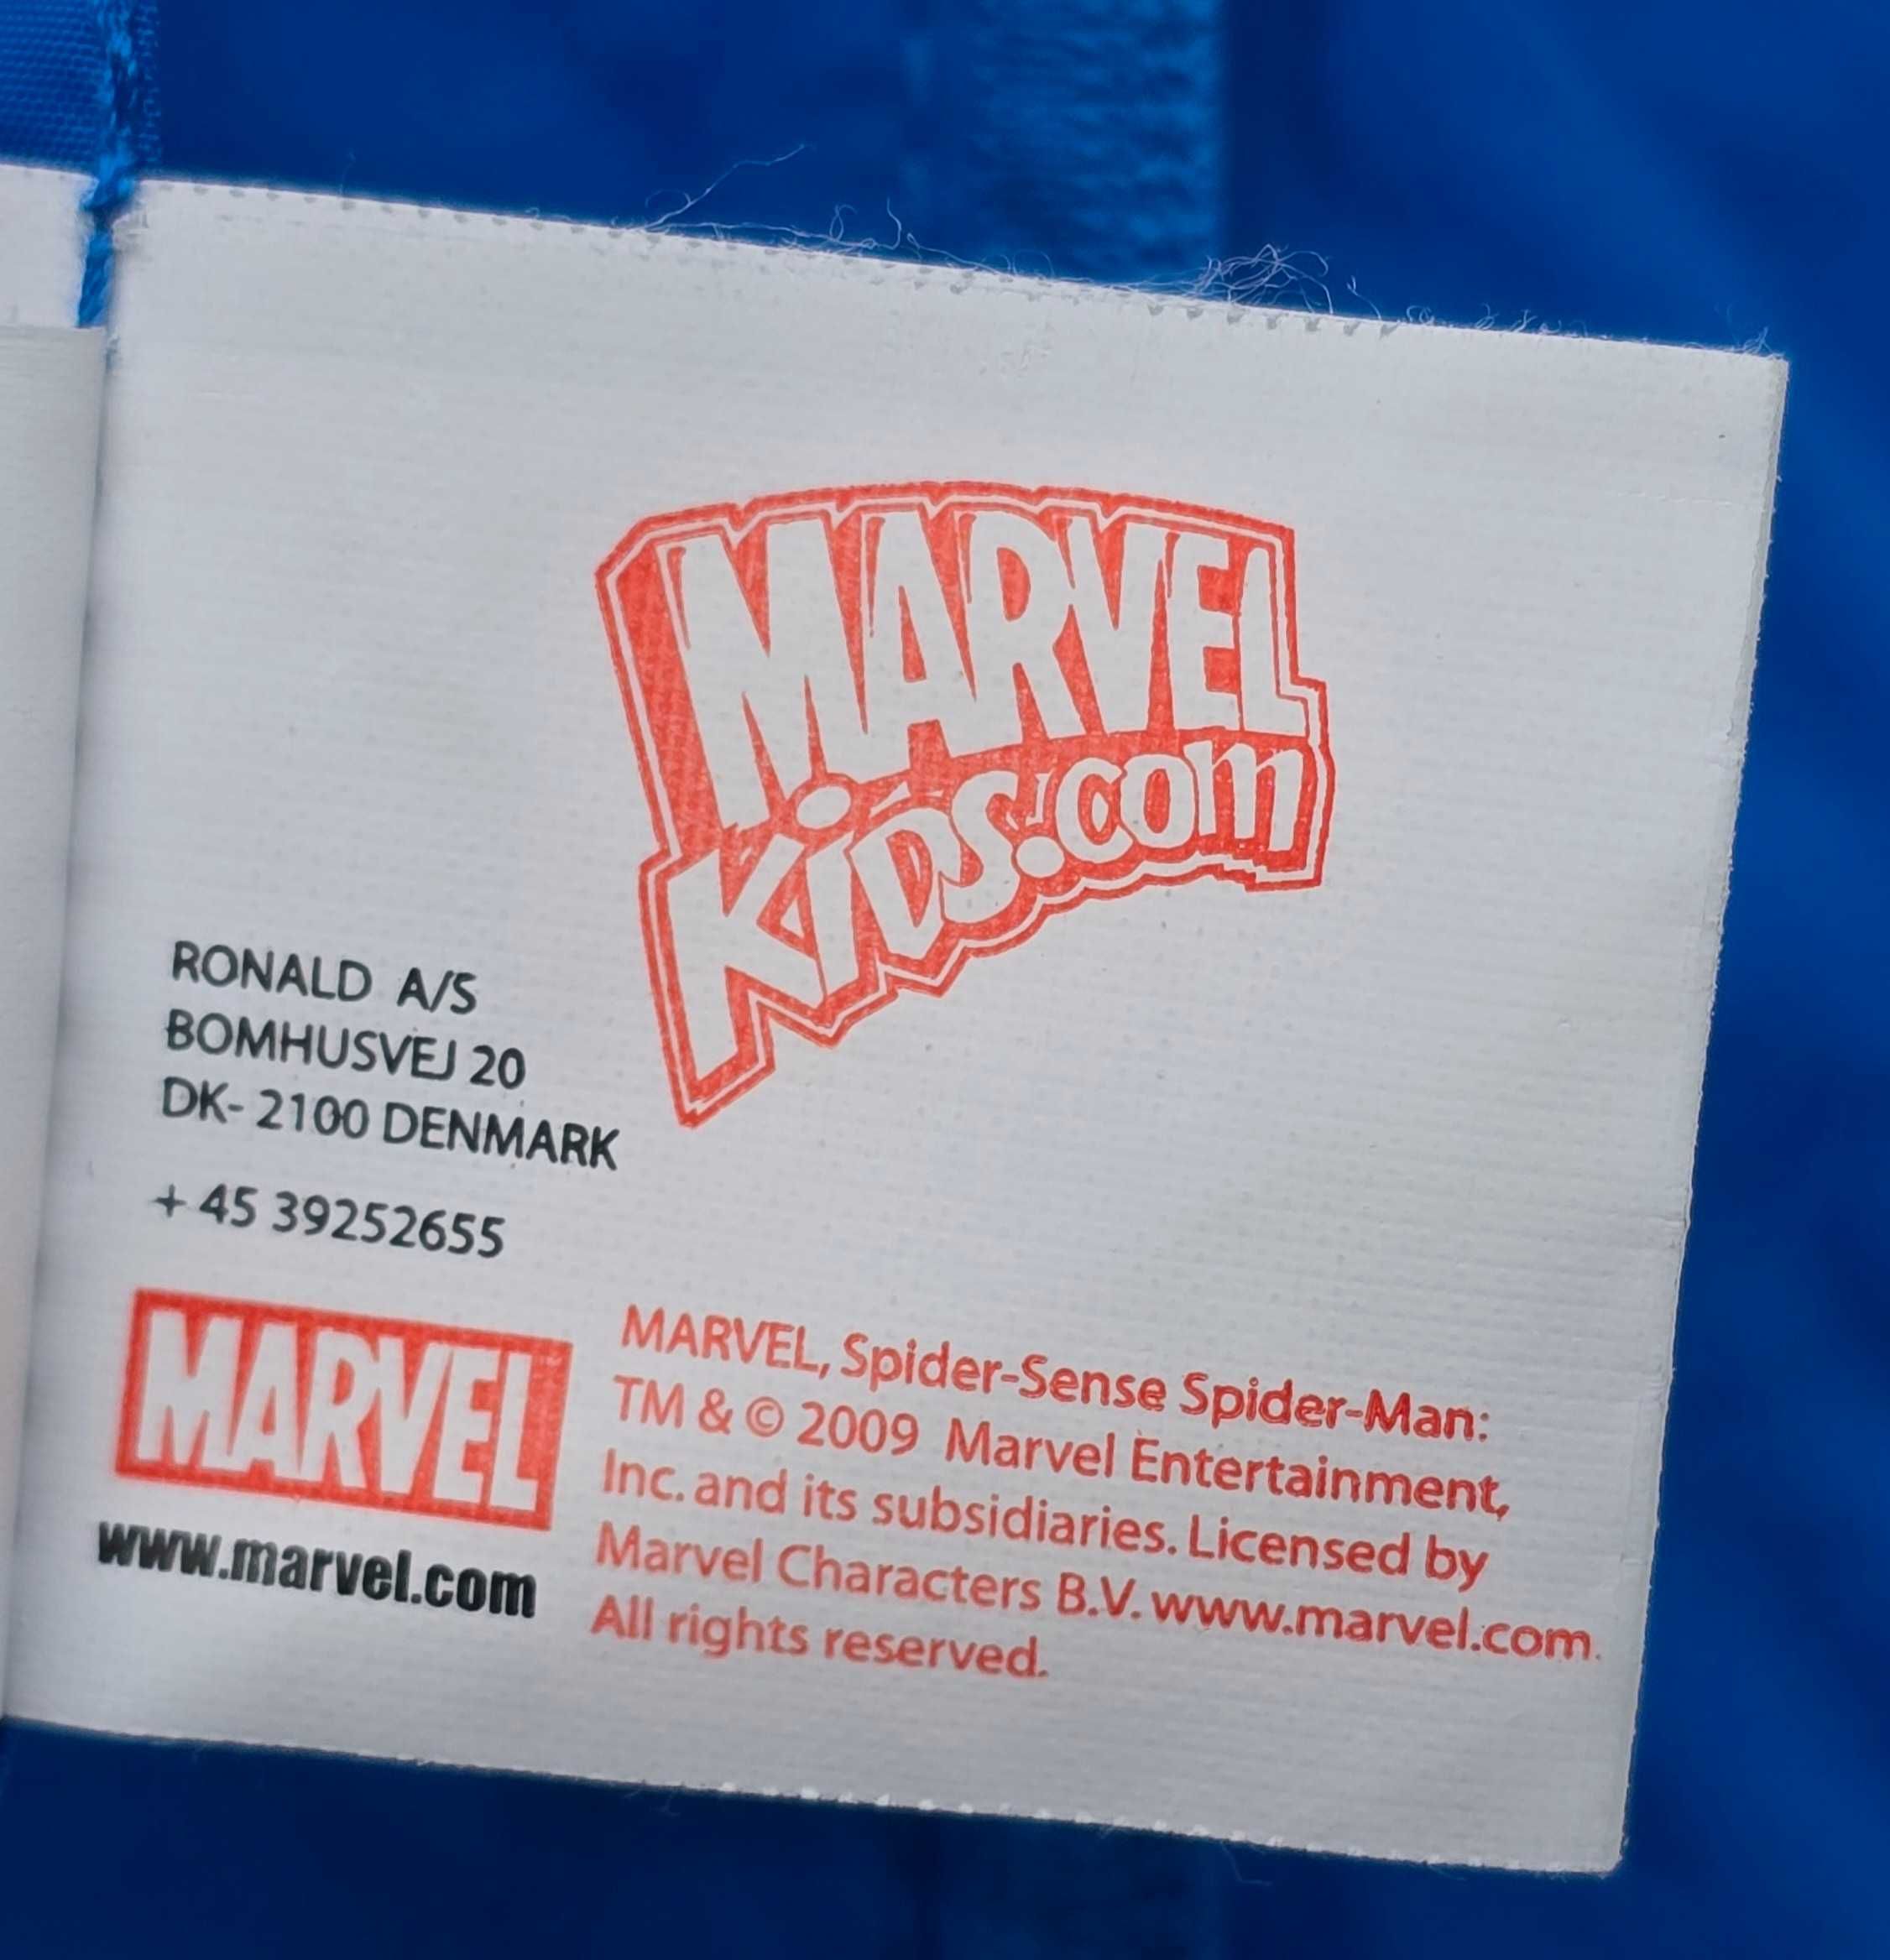 MARVEL
KiDS.com
RONALD A/S
BOMHUSVEJ 20
DK- 2100 DENMARK
+ 45 39252655
MARVEL
www.marvel.com
MARVEL, Spider-Sense Spider-Man:
TM & © 2009 Marvel Entertainment,
Inc. and its subsidiaries. Licensed by
Marvel Characters B.V. www.marvel.com.
All rights reserved.